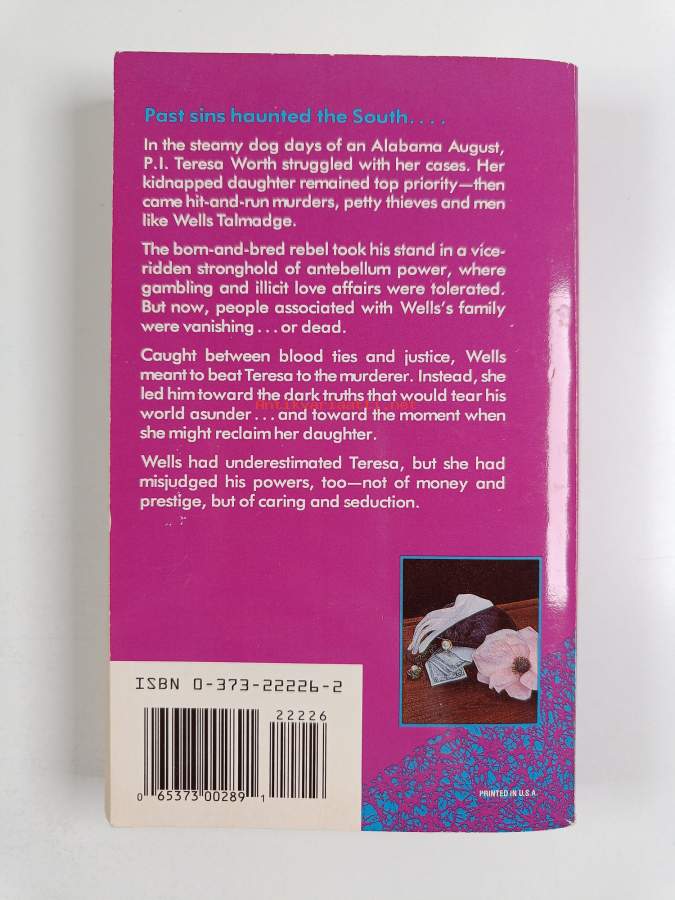 Past sins haunted the South....
In the steamy dog days of an Alabama August,
P.I. Teresa Worth struggled with her cases. Her
kidnapped daughter remained top priority—then
came hit-and-run murders, petty thieves and men
like Wells Talmadge.
The born-and-bred rebel took his stand in a vice-
ridden stronghold of antebellum power, where
gambling and illicit love affairs were tolerated.
But now, people associated with Wells's family
were vanishing...or dead.
Caught between blood ties and justice, Wells
meant to beat Teresa to the murderer. Instead, she
led him toward the dark truths that would tear his
Antikvariaatti.net
world asunder...and toward the moment when
she might reclaim her daughter.
Wells had underestimated Teresa, but she had
misjudged his powers, too—not of money and
prestige, but of caring and seduction.
ISBN 0-373-22226-2
22226
0 65373 00289 1
PRINTED IN U.S.A.